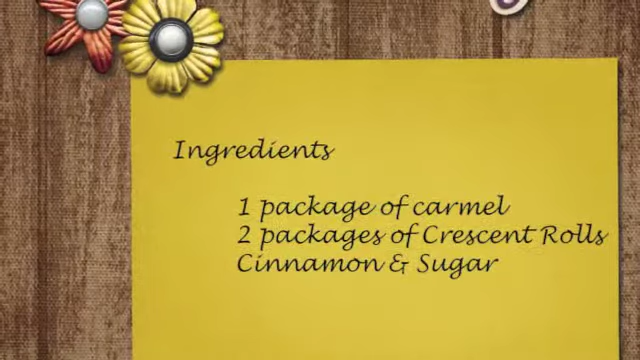 Ingredients
1 package of carmel
2 packages of Crescent Rolls
Cinnamon & Sugar